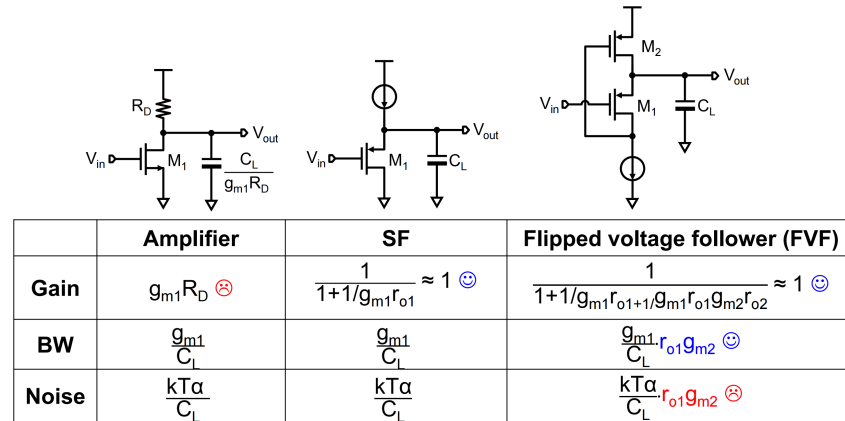 R_D
V_in
M_1
V_out
C_L
g_m1R_D
V_in
M_1
V_out
C_L
M_2
V_in
M_1
V_out
C_L
Amplifier
SF
Flipped voltage follower (FVF)
Gain
g_m1R_D ☹
1
1+1/g_m1r_o1
≈ 1 ☺
1
1+1/g_m1r_o1+1/g_m1r_o1g_m2r_o2
≈ 1 ☺
BW
g_m1
C_L
g_m1
C_L
g_m1
C_L
·r_o1g_m2 ☺
Noise
kTα
C_L
kTα
C_L
kTα
C_L
·r_o1g_m2 ☹